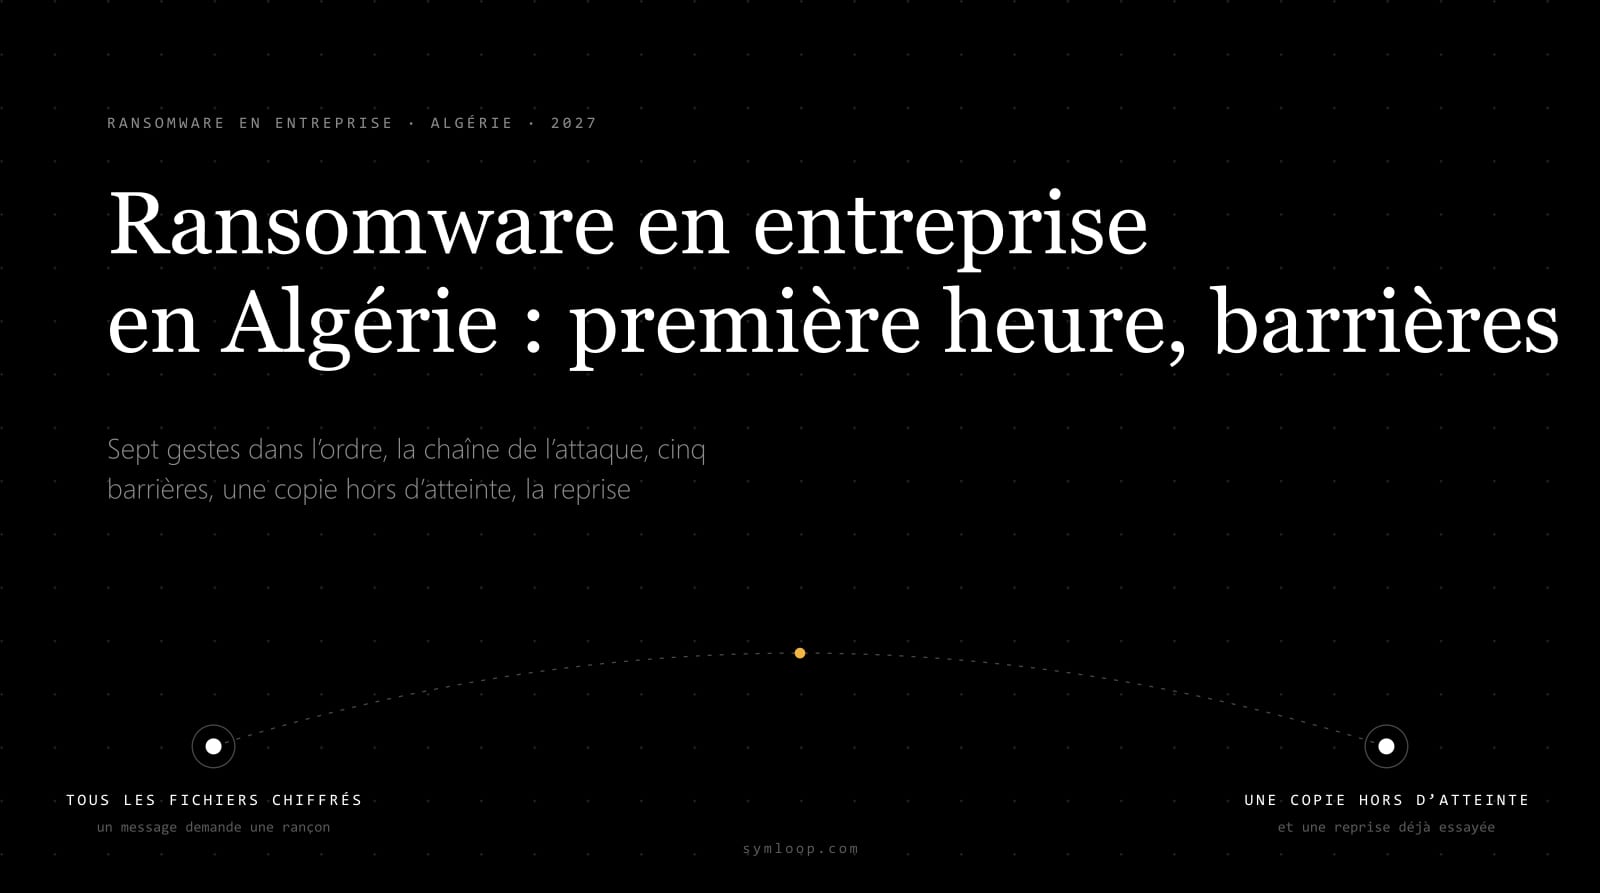 RANSOMWARE EN ENTREPRISE · ALGÉRIE · 2027
Ransomware en entreprise
en Algérie : première heure, barrières
Sept gestes dans l’ordre, la chaîne de l’attaque, cinq
barrières, une copie hors d’atteinte, la reprise
TOUS LES FICHIERS CHIFFRÉS
un message demande une rançon
UNE COPIE HORS D’ATTEINTE
et une reprise déjà essayée
symloop.com